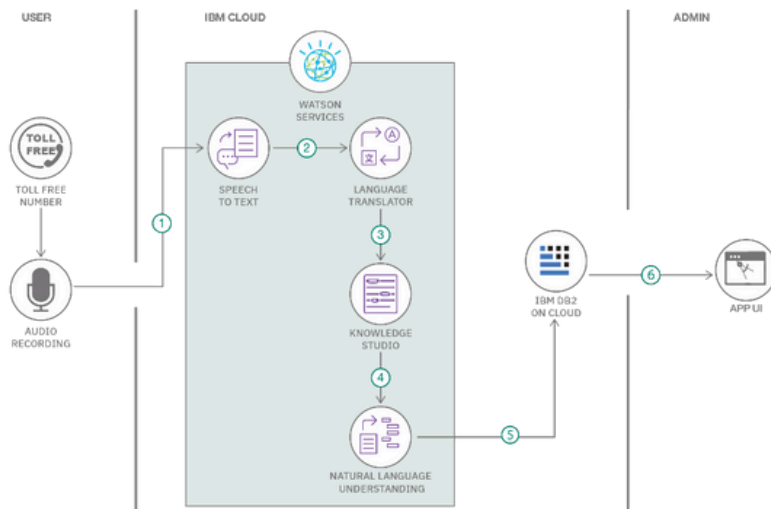 USER
IBM CLOUD
ADMIN
WATSON
SERVICES
TOLL
FREE
TOLL FREE
NUMBER
1
SPEECH
TO TEXT
2
A
文
LANGUAGE
TRANSLATOR
3
AUDIO
RECORDING
KNOWLEDGE
STUDIO
4
NATURAL LANGUAGE
UNDERSTANDING
5
IBM DB2
ON CLOUD
6
APP UI